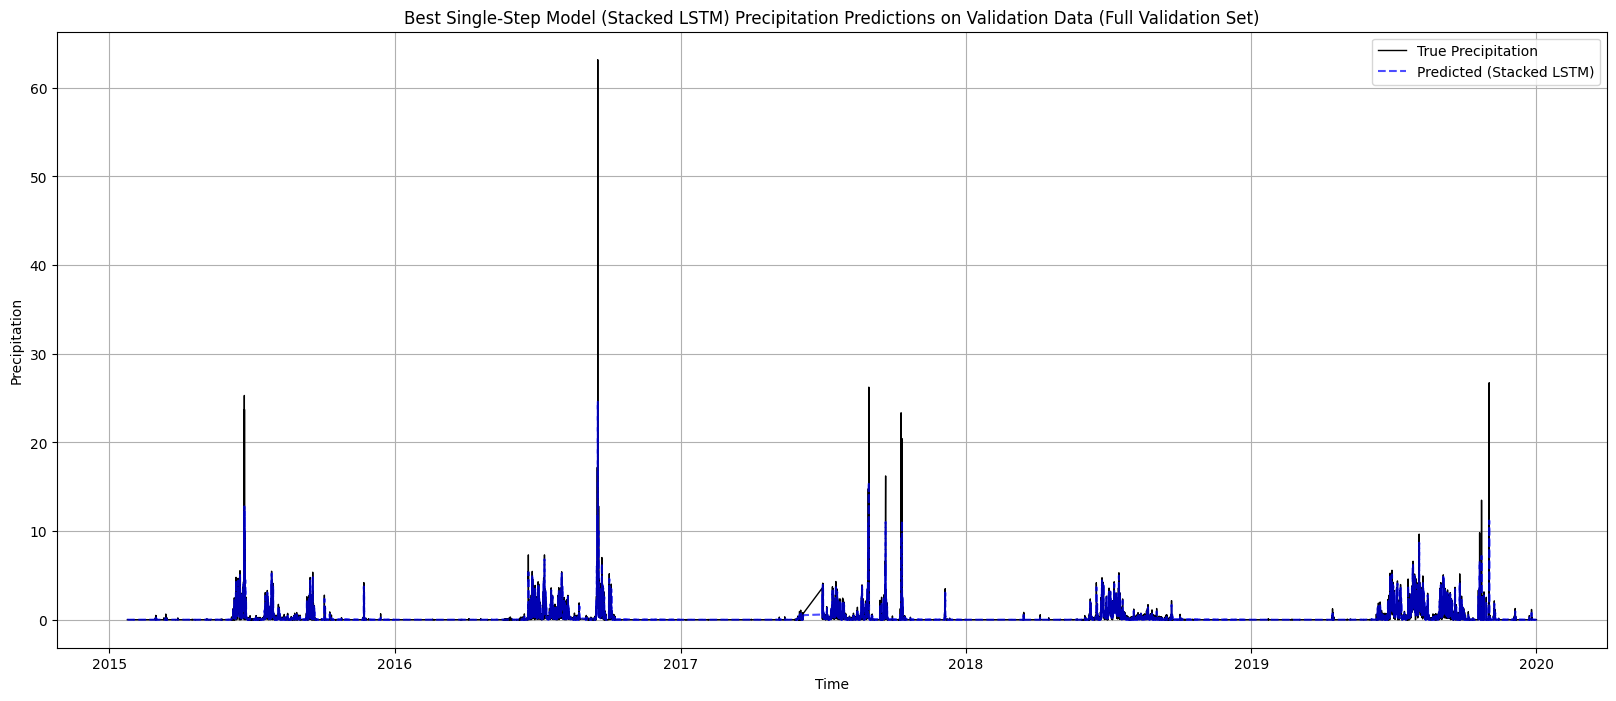 Best Single-Step Model (Stacked LSTM) Precipitation Predictions on Validation Data (Full Validation Set)
True Precipitation
Predicted (Stacked LSTM)
Precipitation
60
50
40
30
20
10
0
2015 2016 2017 2018 2019 2020
Time